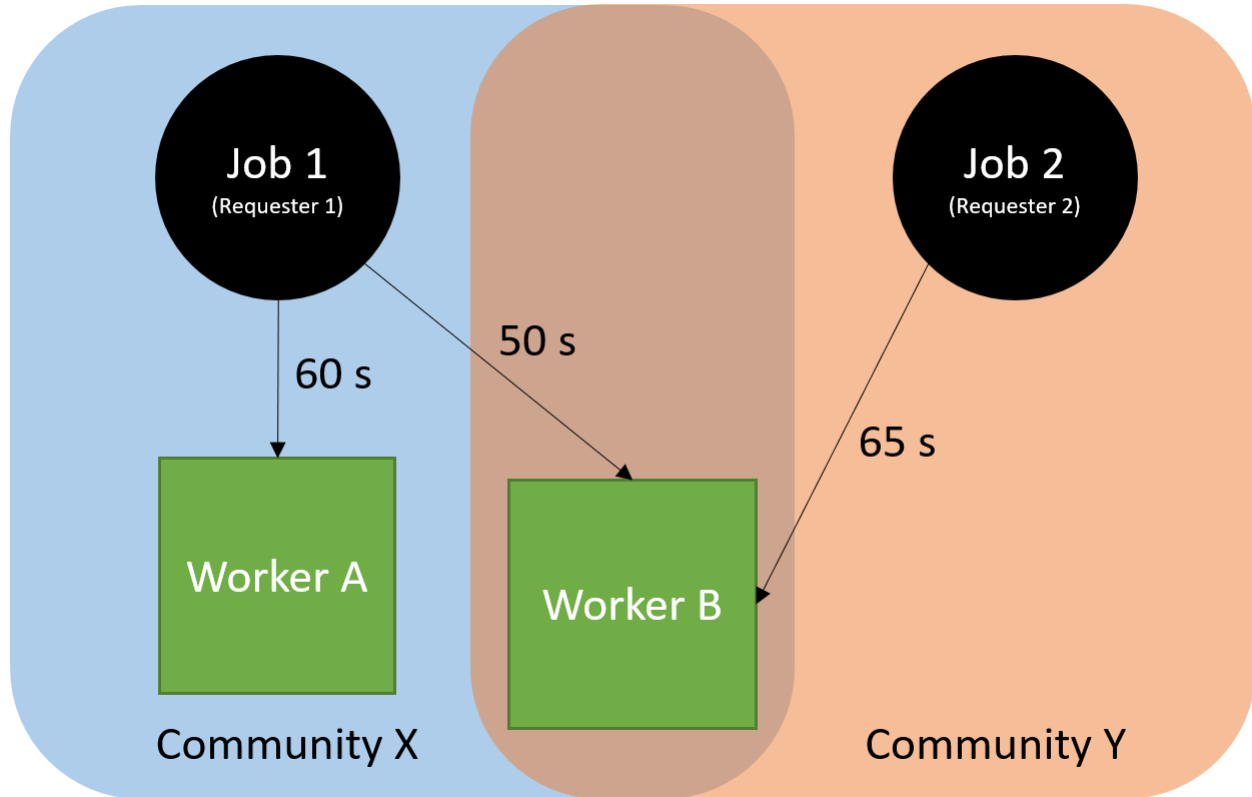 Job 1
(Requester 1)
Job 2
(Requester 2)
50 s
60 s
65 s
Worker A
Worker B
Community X
Community Y